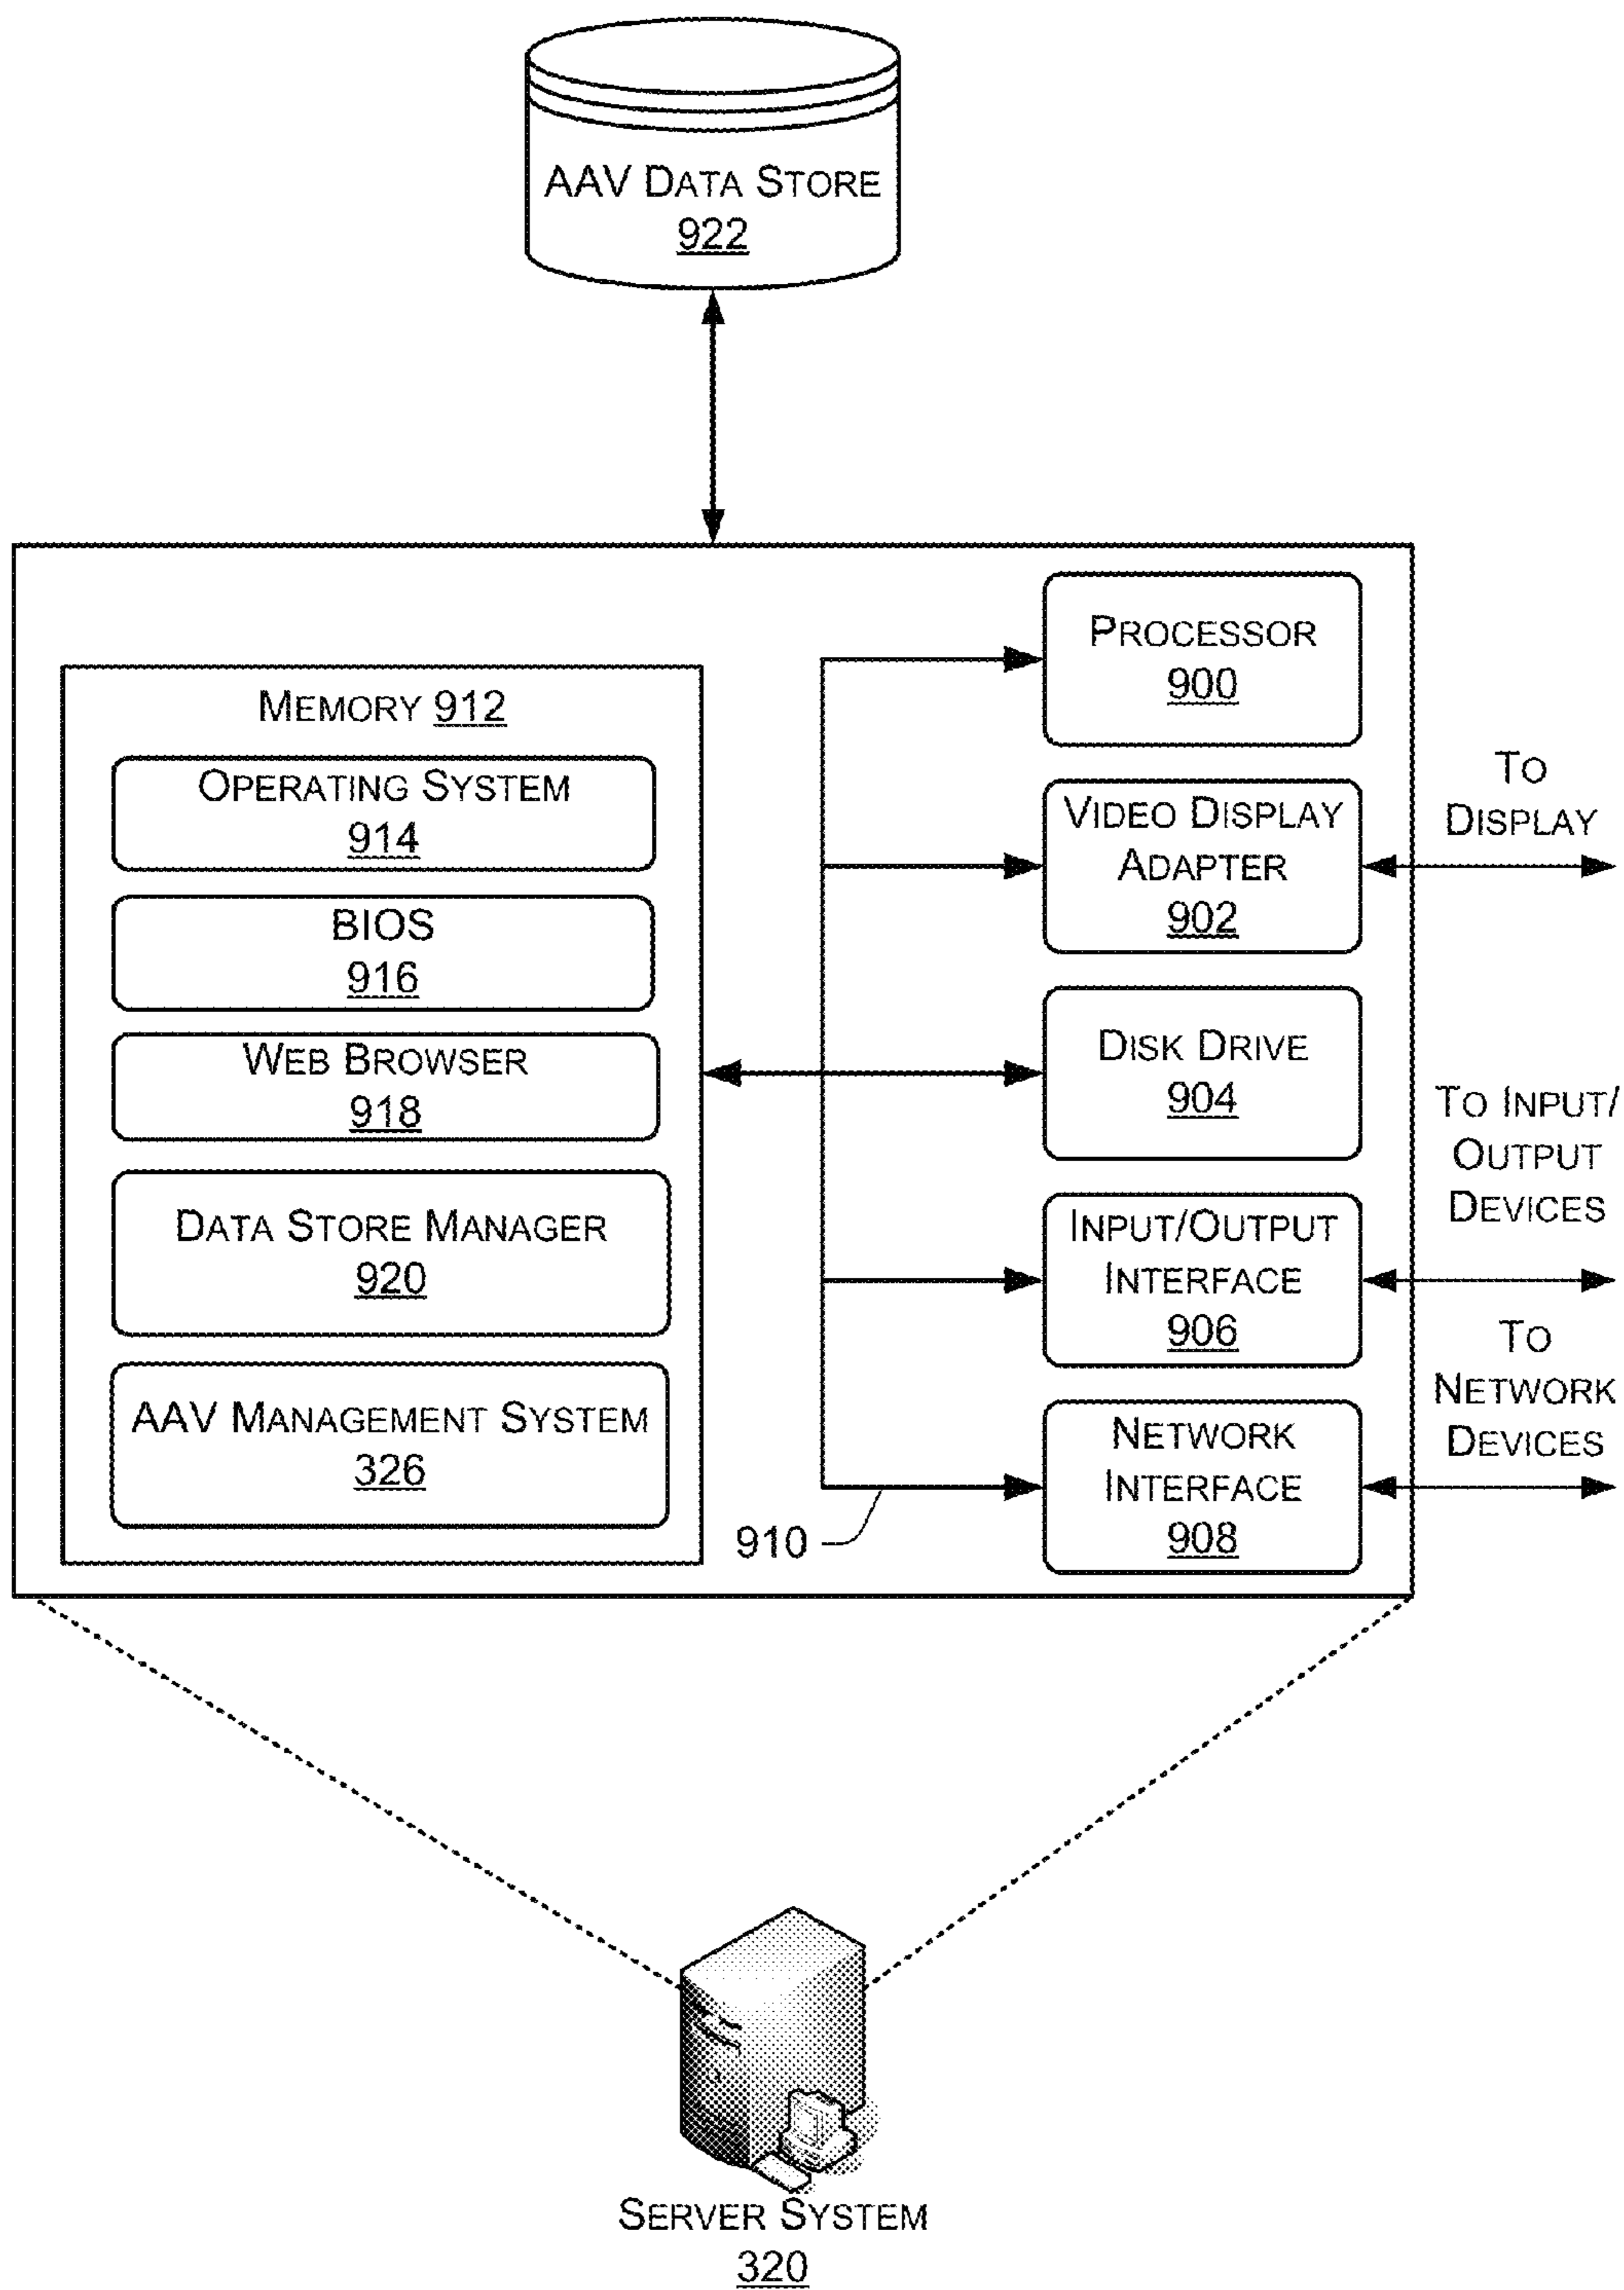 AAV DATA STORE
922
MEMORY 912
OPERATING SYSTEM
914
BIOS
916
WEB BROWSER
918
DATA STORE MANAGER
920
AAV MANAGEMENT SYSTEM
326
PROCESSOR
900
VIDEO DISPLAY
ADAPTER
902
DISK DRIVE
904
INPUT/OUTPUT
INTERFACE
906
NETWORK
INTERFACE
908
910
TO
DISPLAY
TO INPUT/
OUTPUT
DEVICES
TO
NETWORK
DEVICES
SERVER SYSTEM
320